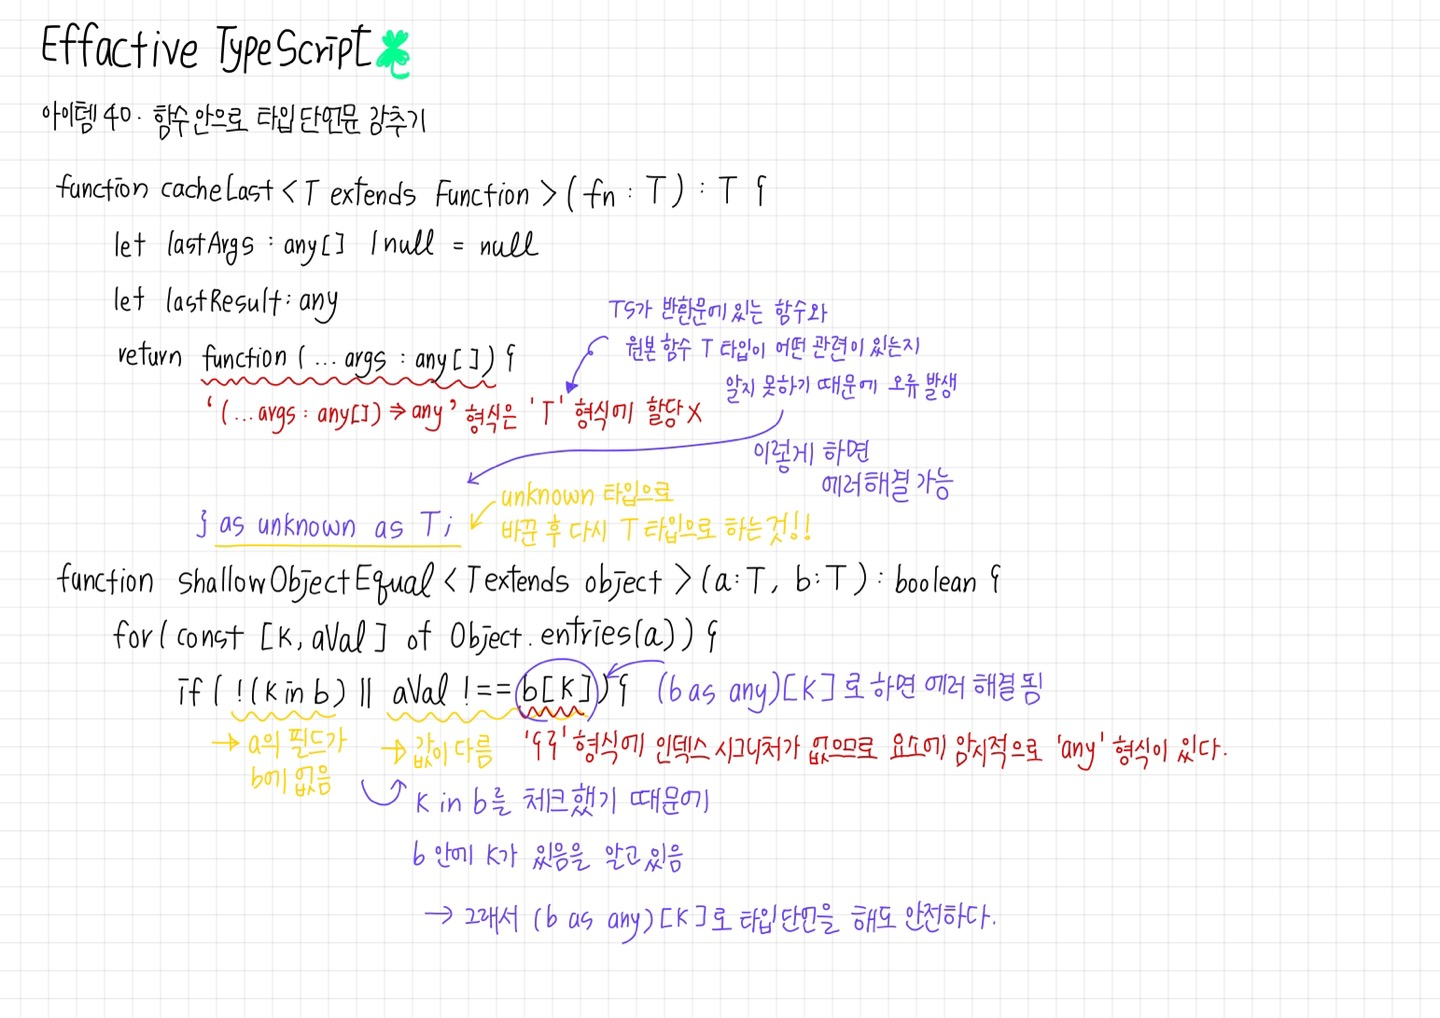 Effactive TypeScript
아이템 40. 함수 안으로 타입 단언문 감추기
function cacheLast <T extends Function>(fn : T) : T {
let lastArgs : any[] | null = null
let lastResult : any
TS가 반환문에 있는 함수와
return function (...args : any[]) {
원본 함수 T 타입이 어떤 관련이 있는지
알지 못하기 때문에 오류 발생
'(...args : any[]) => any' 형식은 'T' 형식에 할당 X
이렇게 하면
에러 해결 가능
unknown 타입으로
} as unknown as T;
바꾼 후 다시 T 타입으로 하는것!!
function shallowObjectEqual <T extends object>(a:T, b:T) : boolean {
for( const [K, aVal] of Object.entries(a)) {
if ( !(K in b) || aVal !== b[K]) {
(b as any)[K]로 하면 에러 해결 됨
→ a의 필드가
b에 없음
→ 값이 다름
'{}' 형식에 인덱스 시그니처가 없으므로 요소에 암시적으로 'any' 형식이 있다.
K in b를 체크했기 때문에
b 안에 K가 있음을 알고 있음
→ 그래서 (b as any)[K]로 타입단언을 해도 안전하다.